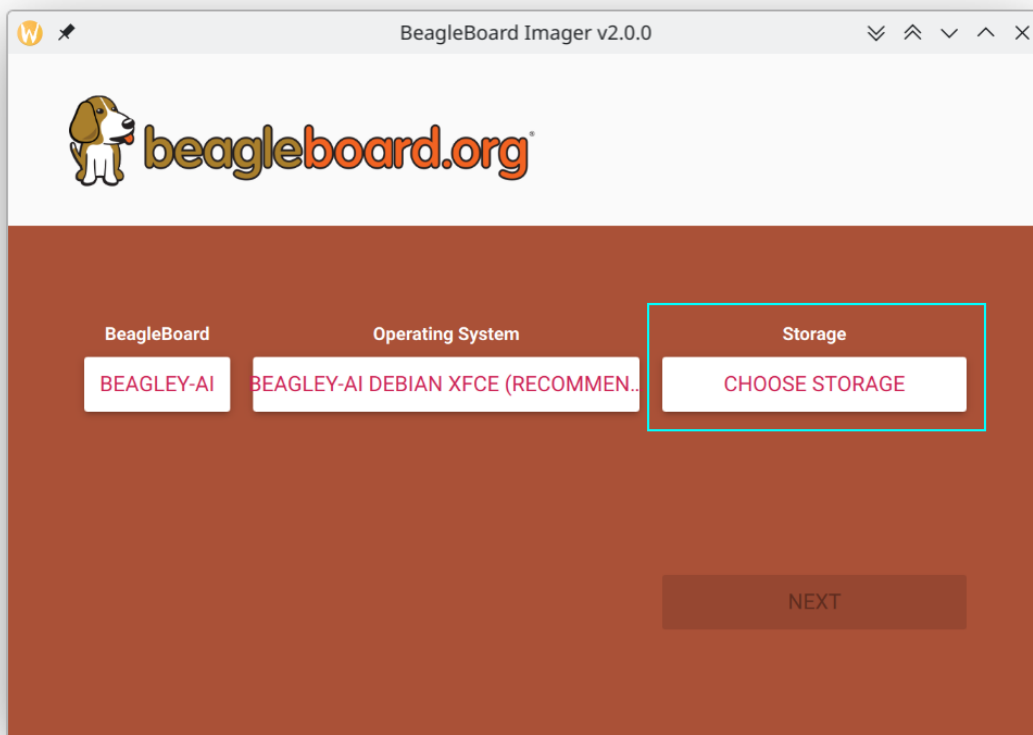 BeagleBoard Imager v2.0.0
beagleboard.org®
BeagleBoard
Operating System
Storage
BEAGLEY-AI
BEAGLEY-AI DEBIAN XFCE (RECOMMEN..
CHOOSE STORAGE
NEXT